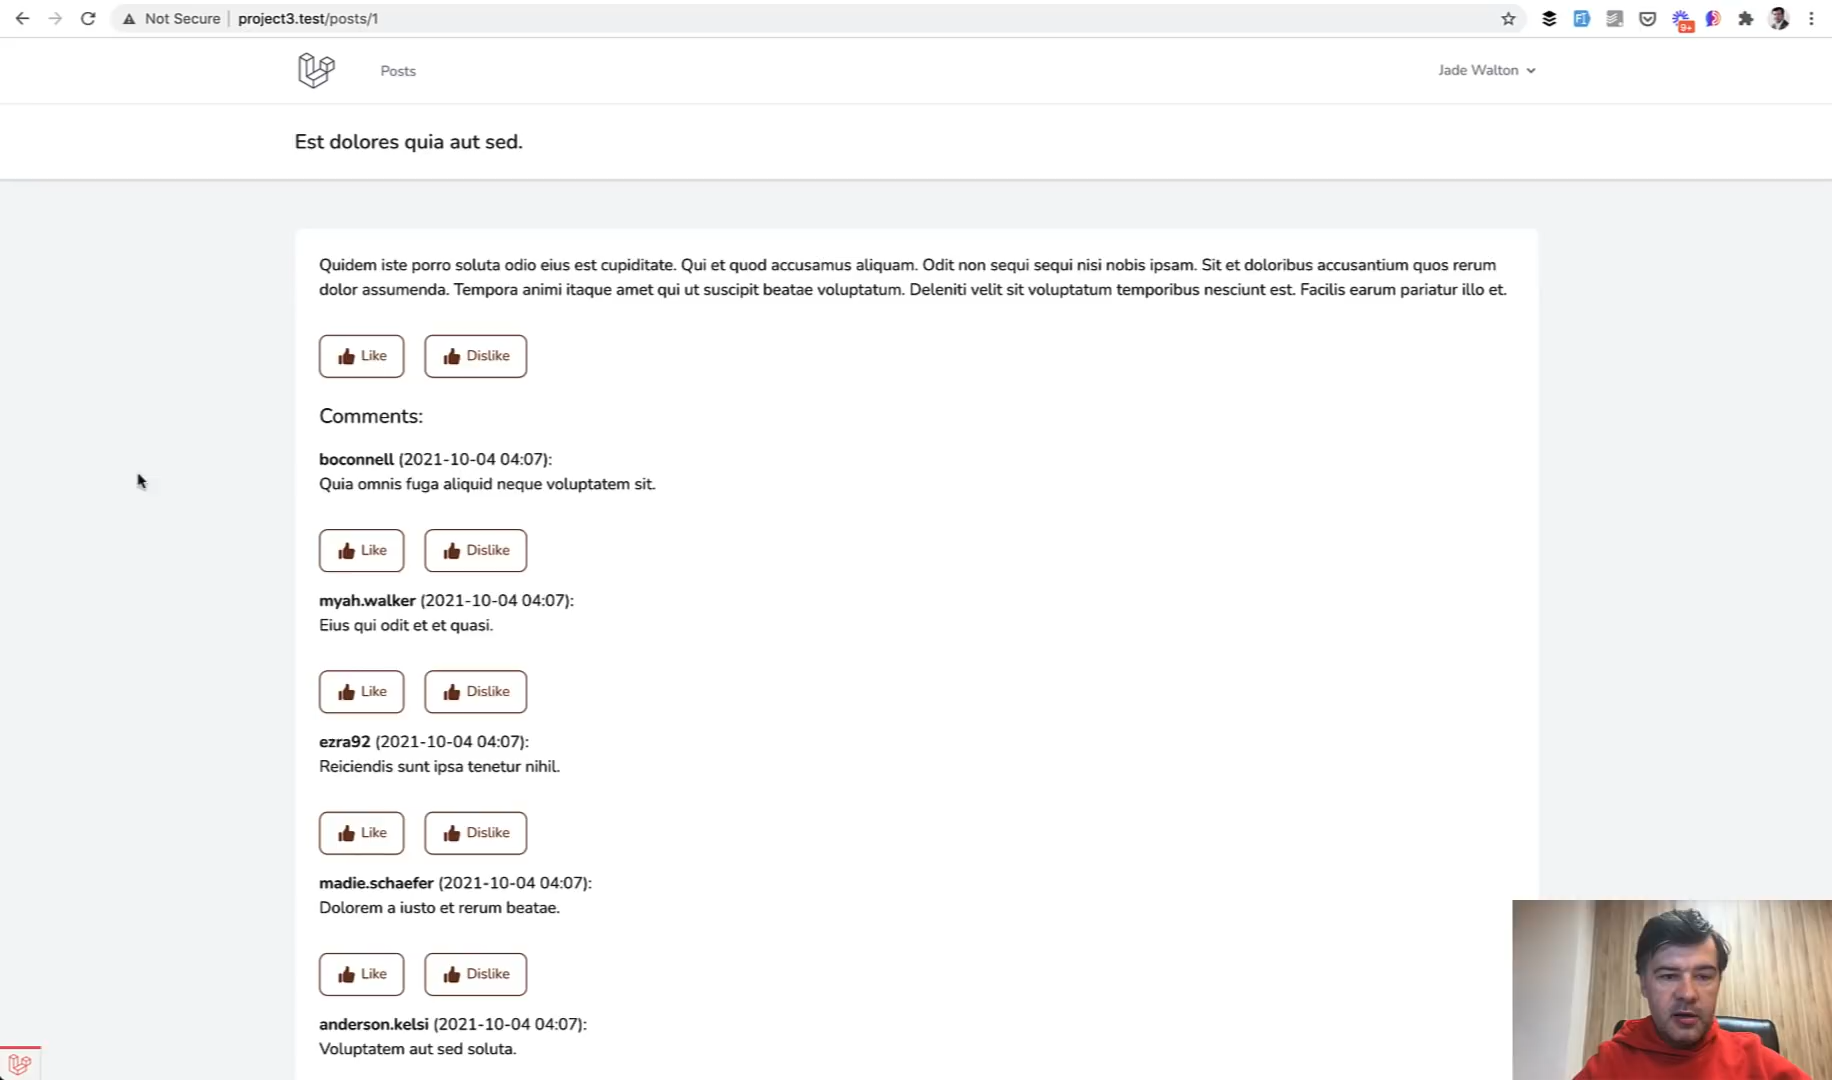 Not Secure | project3.test/posts/1
9+
Posts
Jade Walton
Est dolores quia aut sed.
Quidem iste porro soluta odio eius est cupiditate. Qui et quod accusamus aliquam. Odit non sequi sequi nisi nobis ipsam. Sit et doloribus accusantium quos rerum
dolor assumenda. Tempora animi itaque amet qui ut suscipit beatae voluptatum. Deleniti velit sit voluptatum temporibus nesciunt est. Facilis earum pariatur illo et.
Like Dislike
Comments:
boconnell (2021-10-04 04:07):
Quia omnis fuga aliquid neque voluptatem sit.
Like Dislike
myah.walker (2021-10-04 04:07):
Eius qui odit et et quasi.
Like Dislike
ezra92 (2021-10-04 04:07):
Reiciendis sunt ipsa tenetur nihil.
Like Dislike
madie.schaefer (2021-10-04 04:07):
Dolorem a iusto et rerum beatae.
Like Dislike
anderson.kelsi (2021-10-04 04:07):
Voluptatem aut sed soluta.